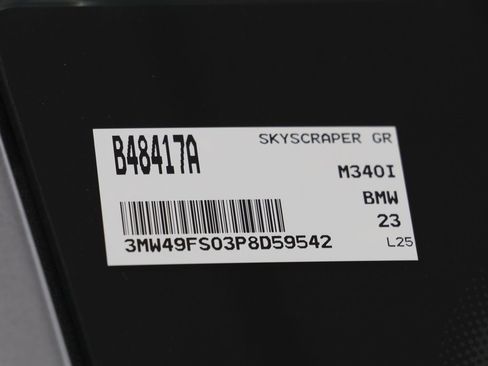 B48417A
SKYSCRAPER GR
M340I
BMW
23
3MW49FS03P8D59542
L25